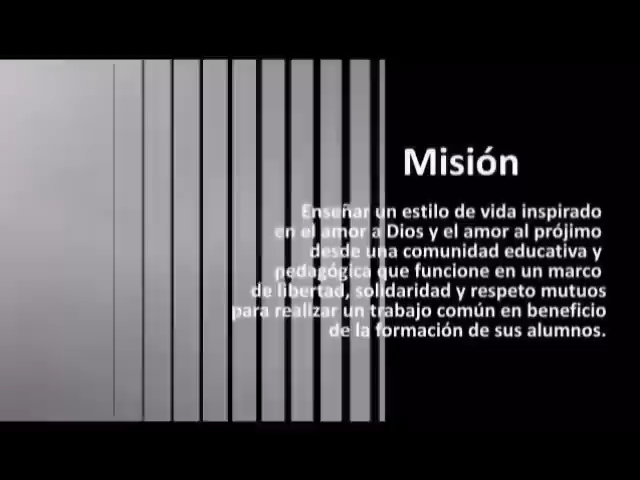 Misión
Enseñar un estilo de vida inspirado
en el amor a Dios y el amor al prójimo
desde una comunidad educativa y
pedagógica que funcione en un marco
de libertad, solidaridad y respeto mutuos
para realizar un trabajo común en beneficio
de la formación de sus alumnos.